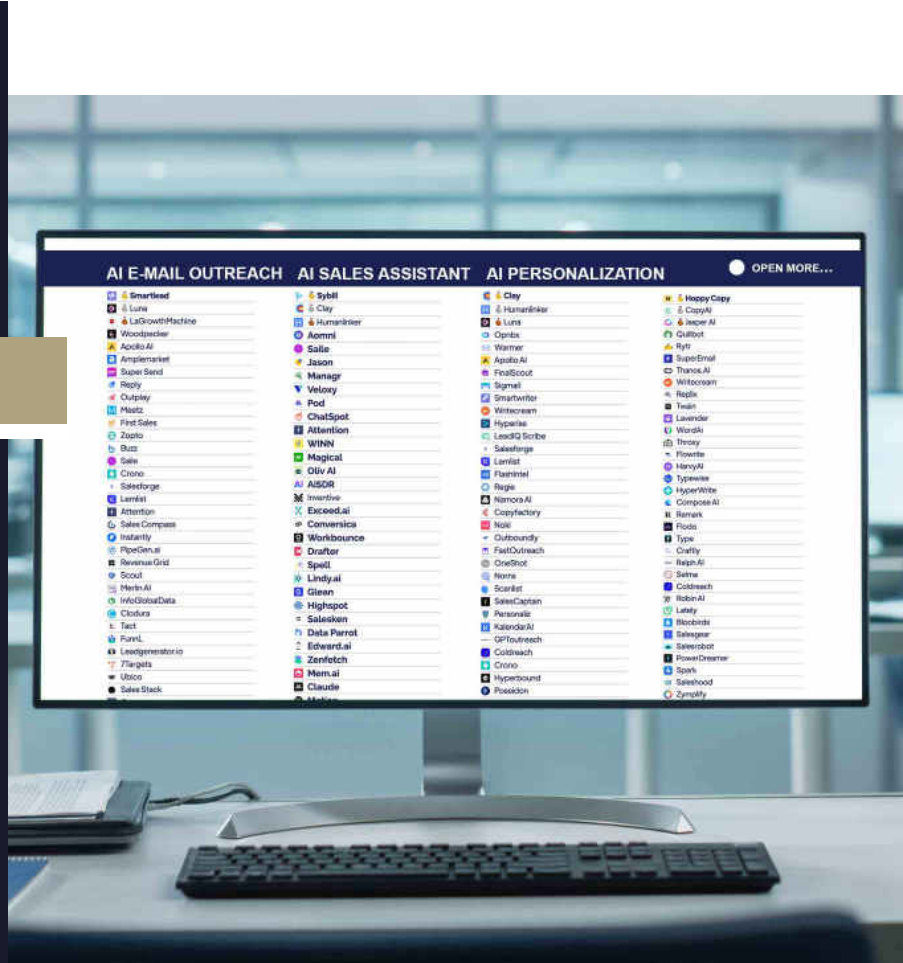 AI E-MAIL OUTREACH
Smartlead
Luna
LaGrowthMachine
Woodpecker
Apollo AI
Amplemarket
Super Send
Reply
Outplay
Meetz
First Sales
Zopto
Buzz
Saile
Crono
Salesforge
Lemlist
Attention
Sales Compass
Instantly
PipeGen.ai
Revenue Grid
Scout
Merlin AI
InfoGlobalData
Clodura
Tact
FunnL
Leadgenerator.io
7Targets
Ubico
Sales Stack
AI SALES ASSISTANT
Sybill
Clay
Humanlinker
Aomni
Saile
Jason
Managr
Veloxy
Pod
ChatSpot
Attention
WINN
Magical
Oliv AI
AiSDR
Inventive
Exceed.ai
Conversica
Workbounce
Drafter
Spell
Lindy.ai
Glean
Highspot
Salesken
Data Parrot
Edward.ai
Zenfetch
Mem.ai
Claude
AI PERSONALIZATION
Clay
Humanlinker
Luna
Opnbx
Warmer
Apollo AI
FinalScout
Sigmail
Smartwriter
Writecream
Hyperise
LeadIQ Scribe
Salesforge
Lemlist
FlashIntel
Regie
Namora AI
Copyfactory
Noki
Outboundly
FastOutreach
OneShot
Norns
Scanlist
SalesCaptain
Personaliz
KalendarAI
GPToutreach
Coldreach
Crono
Hyperbound
Poseidon
OPEN MORE...
Hoppy Copy
CopyAI
Jasper AI
Quillbot
Rytr
SuperEmail
Thanos.AI
Writecream
Replix
Twain
Lavender
WordAi
Throxy
Flowrite
HarvyAI
Typewise
HyperWrite
Compose AI
Remark
Flodo
Type
Craftly
Ralph AI
Selma
Coldreach
Robin AI
Lately
Bloobirds
Salesgear
Salesrobot
PowerDreamer
Spark
Saleshood
Zymplify